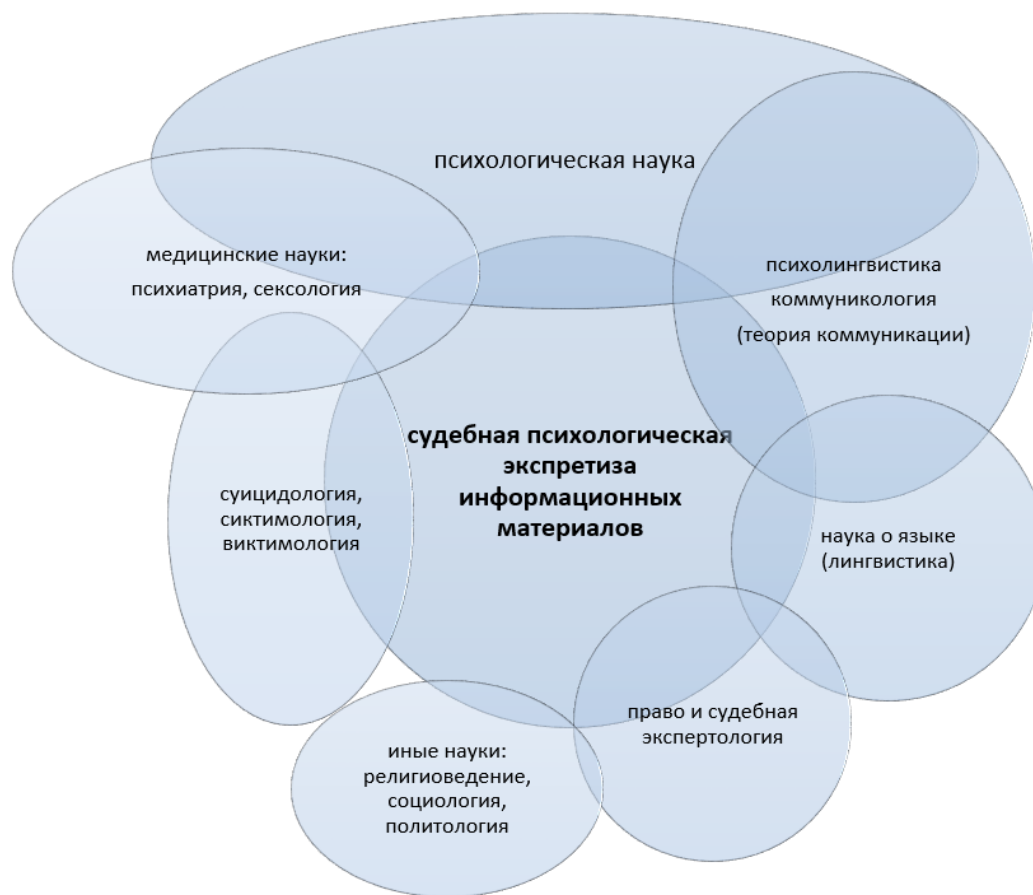 психологическая наука
медицинские науки:
психиатрия, сексология
психолингвистика
коммуникология
(теория коммуникации)
судебная психологическая
экспретиза
информационных
материалов
суицидология,
сиктимология,
виктимология
наука о языке
(лингвистика)
право и судебная
экспертология
иные науки:
религиоведение,
социология,
политология